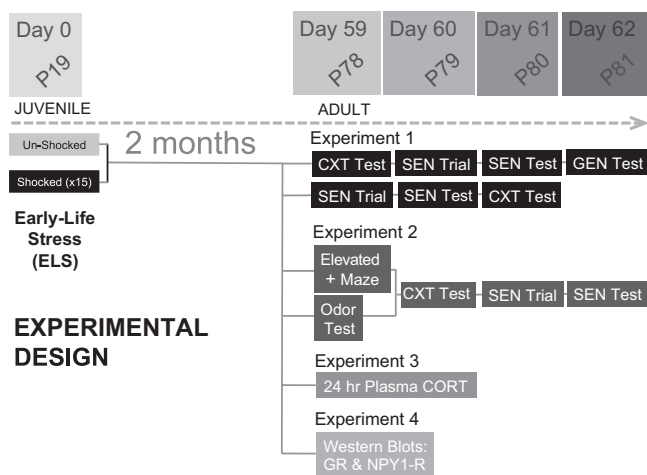 Day 0
P19
Day 59
P78
Day 60
P79
Day 61
P80
Day 62
P81
JUVENILE
ADULT
Un-Shocked
Shocked (x15)
2 months
Early-Life
Stress
(ELS)
EXPERIMENTAL
DESIGN
Experiment 1
CXT Test
SEN Trial
SEN Test
GEN Test
SEN Trial
SEN Test
CXT Test
Experiment 2
Elevated
+ Maze
Odor
Test
CXT Test
SEN Trial
SEN Test
Experiment 3
24 hr Plasma CORT
Experiment 4
Western Blots:
GR & NPY1-R